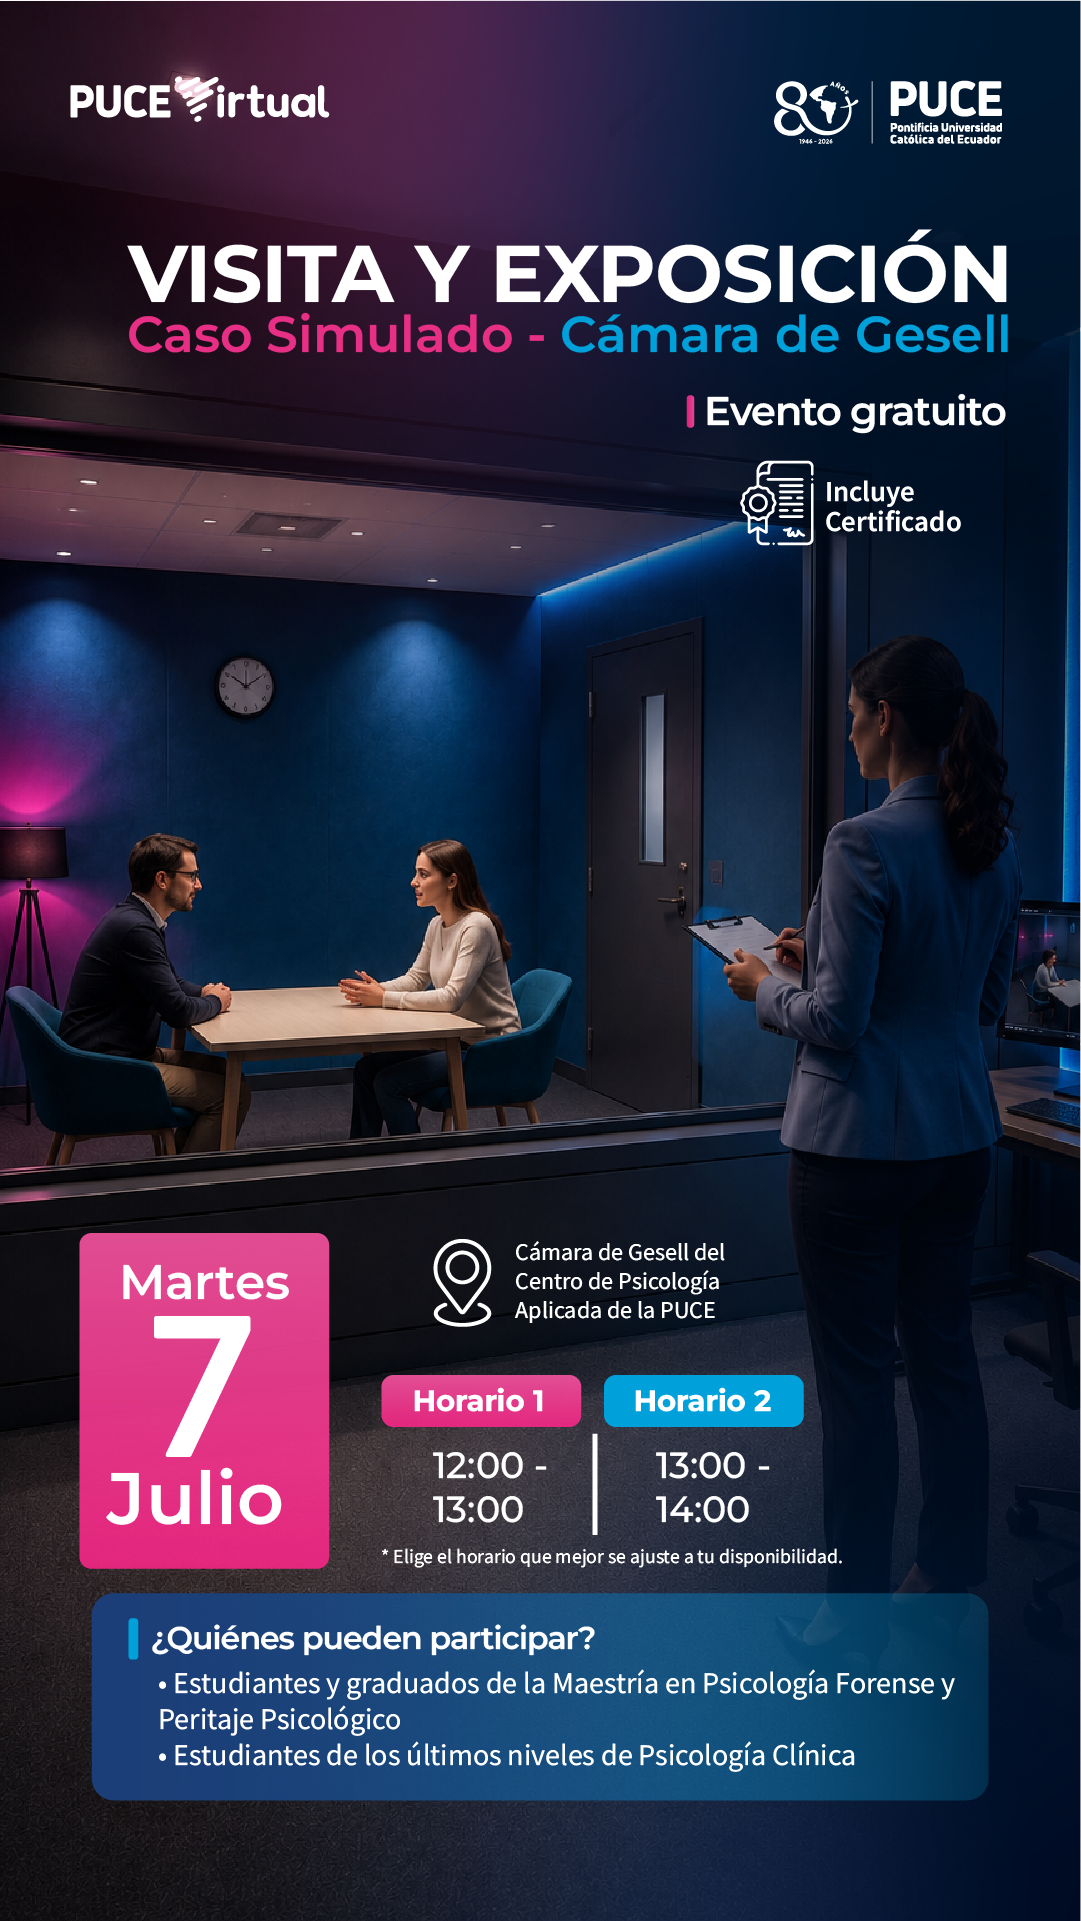 PUCE Virtual
80 AÑOS
1946 - 2026
PUCE
Pontificia Universidad
Católica del Ecuador
VISITA Y EXPOSICIÓN
Caso Simulado - Cámara de Gesell
Evento gratuito
Incluye
Certificado
Martes
7
Julio
Cámara de Gesell del
Centro de Psicología
Aplicada de la PUCE
Horario 1
12:00 -
13:00
Horario 2
13:00 -
14:00
* Elige el horario que mejor se ajuste a tu disponibilidad.
¿Quiénes pueden participar?
• Estudiantes y graduados de la Maestría en Psicología Forense y
Peritaje Psicológico
• Estudiantes de los últimos niveles de Psicología Clínica